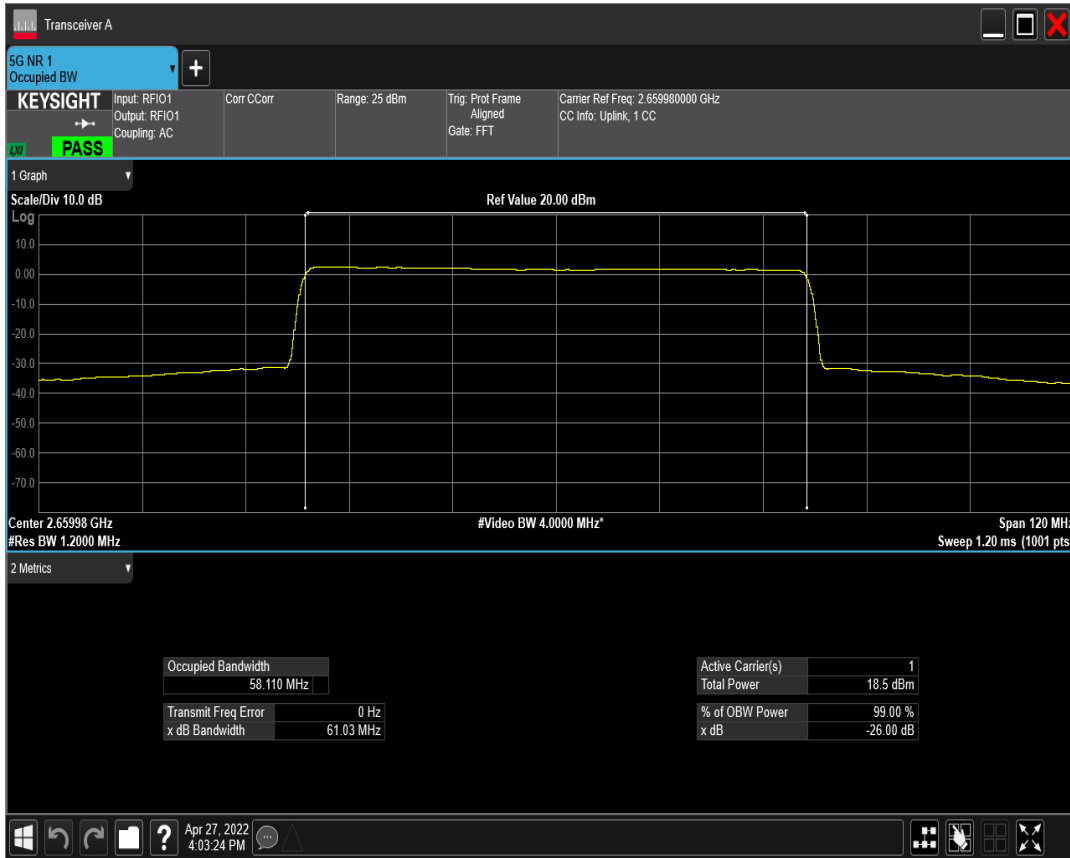 Transceiver A
5G NR 1
Occupied BW
+
KEYSIGHT
Input: RFIO1
Output: RFIO1
Coupling: AC
LXI
PASS
Corr CCorr
Range: 25 dBm
Trig: Prot Frame
Aligned
Gate: FFT
Carrier Ref Freq: 2.659980000 GHz
CC Info: Uplink, 1 CC
1 Graph
Scale/Div 10.0 dB
Ref Value 20.00 dBm
Log
10.0
0.00
-10.0
-20.0
-30.0
-40.0
-50.0
-60.0
-70.0
Center 2.65998 GHz
#Video BW 4.0000 MHz*
Span 120 MHz
#Res BW 1.2000 MHz
Sweep 1.20 ms (1001 pts
2 Metrics
Occupied Bandwidth
58.110 MHz
Transmit Freq Error 0 Hz
x dB Bandwidth 61.03 MHz
Active Carrier(s) 1
Total Power 18.5 dBm
% of OBW Power 99.00 %
x dB -26.00 dB
?
Apr 27, 2022
4:03:24 PM